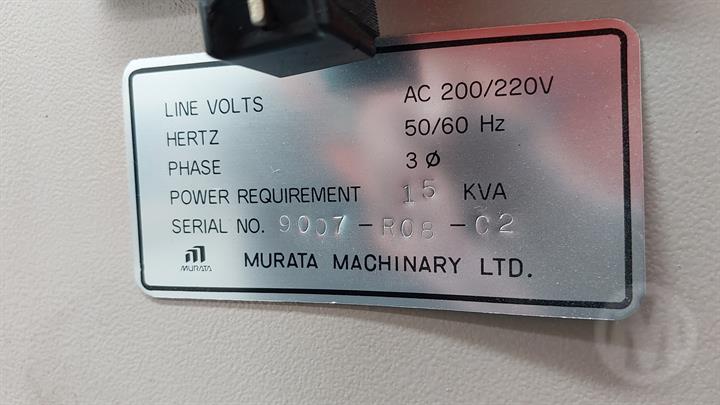 LINE VOLTS AC 200/220V
HERTZ 50/60 Hz
PHASE 3 Ø
POWER REQUIREMENT 15 KVA
SERIAL NO. 9007-R08-C2
MURATA MURATA MACHINARY LTD.